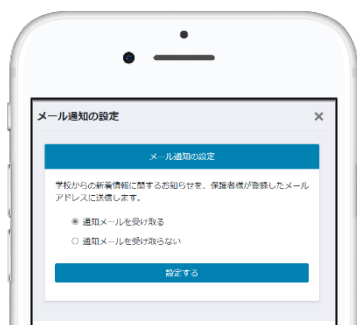 メール通知の設定 ×
メール通知の設定
学校からの新着情報に関するお知らせを、保護者様が登録したメール
アドレスに送信します。
通知メールを受け取る
通知メールを受け取らない
設定する